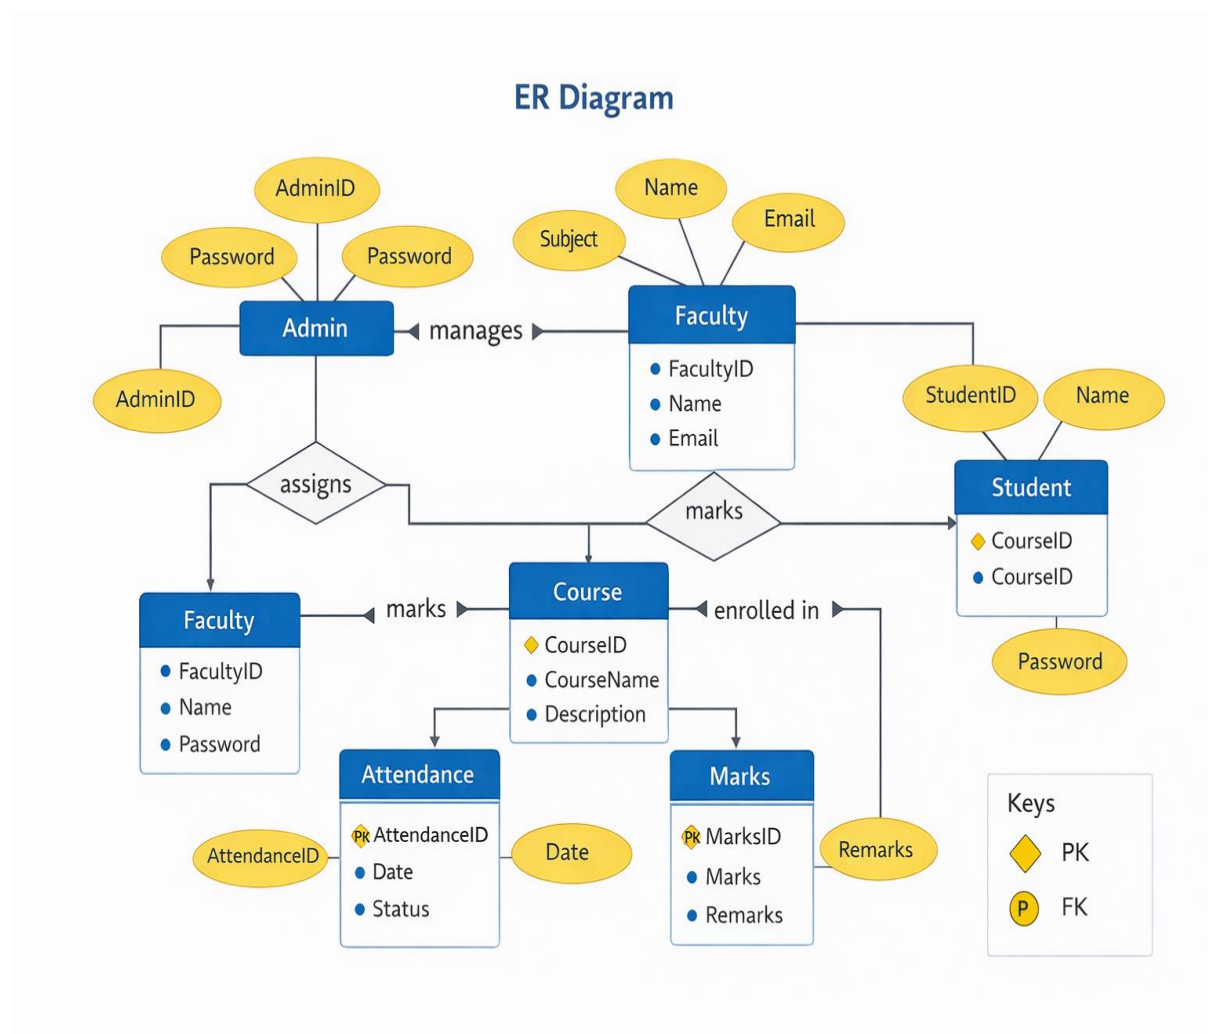 ER Diagram
AdminID
Password
Password
Admin
AdminID
manages
Name
Subject
Email
Faculty
FacultyID
Name
Email
StudentID
Name
Student
CourseID
CourseID
Password
assigns
marks
Faculty
FacultyID
Name
Password
marks
Course
CourseID
CourseName
Description
enrolled in
Attendance
PK AttendanceID
Date
Status
AttendanceID
Date
Marks
PK MarksID
Marks
Remarks
Remarks
Keys
PK
P FK